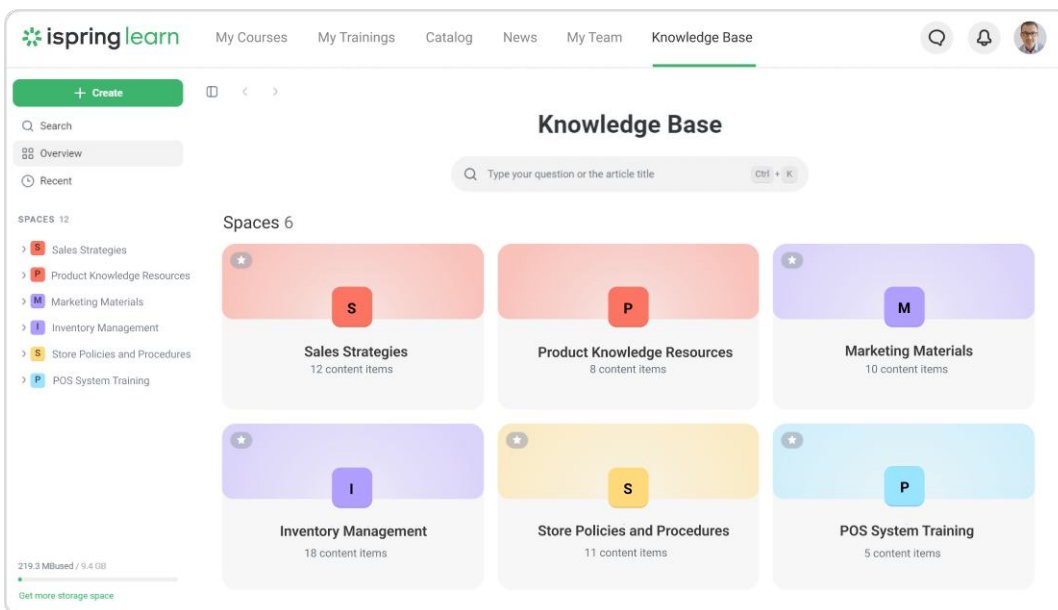 ispring learn
My Courses My Trainings Catalog News My Team Knowledge Base
+ Create
Search
Overview
Recent
SPACES 12
S Sales Strategies
P Product Knowledge Resources
M Marketing Materials
I Inventory Management
S Store Policies and Procedures
P POS System Training
219.3 MBused / 9.4 GB
Get more storage space
Knowledge Base
Type your question or the article title Ctrl + K
Spaces 6
S
Sales Strategies
12 content items
P
Product Knowledge Resources
8 content items
M
Marketing Materials
10 content items
I
Inventory Management
18 content items
S
Store Policies and Procedures
11 content items
P
POS System Training
5 content items